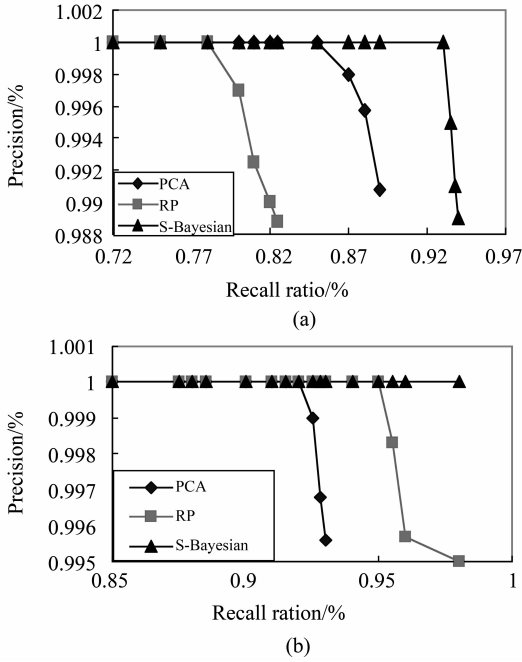 (a)
1.002
1
0.998
0.996
0.994
0.992
0.99
0.988
Precision/%
PCA
RP
S-Bayesian
0.72 0.77 0.82 0.87 0.92 0.97
Recall ratio/%
(a)
1.001
1
0.999
0.998
0.997
0.996
0.995
Precision/%
PCA
RP
S-Bayesian
0.85 0.9 0.95 1
Recall ration/%
(b)